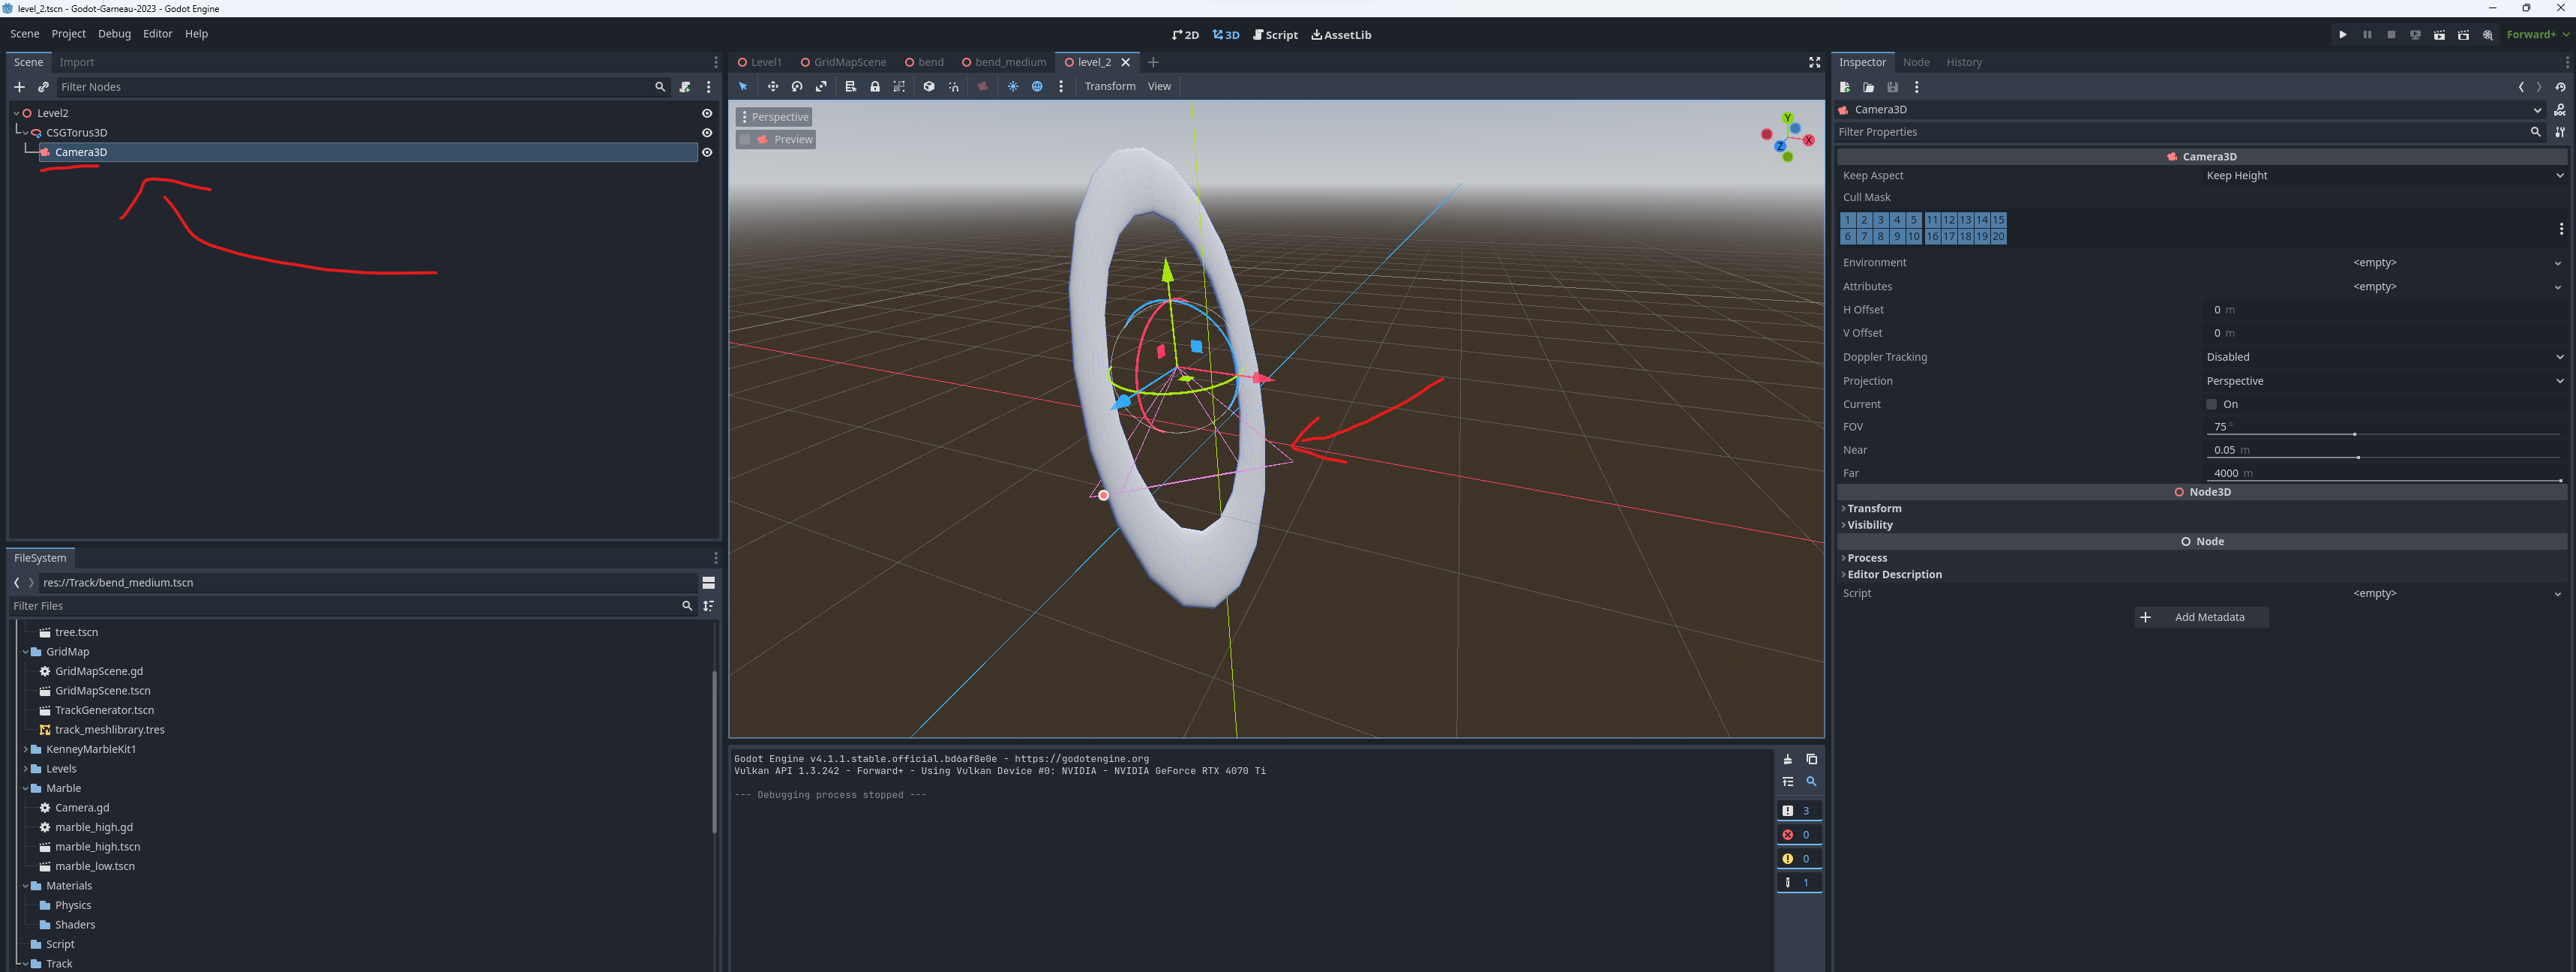 level_2.tscn - Godot-Garneau-2023 - Godot Engine
Scene Project Debug Editor Help
2D 3D Script AssetLib
Forward+
Scene Import
Filter Nodes
Level2
CSGTorus3D
Camera3D
Level1 GridMapScene bend bend_medium level_2
Transform View
Perspective
Preview
Y
X
Z
FileSystem
res://Track/bend_medium.tscn
Filter Files
tree.tscn
GridMap
GridMapScene.gd
GridMapScene.tscn
TrackGenerator.tscn
track_meshlibrary.tres
KenneyMarbleKit1
Levels
Marble
Camera.gd
marble_high.gd
marble_high.tscn
marble_low.tscn
Materials
Physics
Shaders
Script
Track
Godot Engine v4.1.1.stable.official.bd6af8e0e - https://godotengine.org
Vulkan API 1.3.242 - Forward+ - Using Vulkan Device #0: NVIDIA - NVIDIA GeForce RTX 4070 Ti
--- Debugging process stopped ---
3
0
0
1
Inspector Node History
Camera3D
DOC
Filter Properties
Camera3D
Keep Aspect Keep Height
Cull Mask
1 2 3 4 5 11 12 13 14 15
6 7 8 9 10 16 17 18 19 20
Environment <empty>
Attributes <empty>
H Offset 0 m
V Offset 0 m
Doppler Tracking Disabled
Projection Perspective
Current On
FOV 75 °
Near 0.05 m
Far 4000 m
Node3D
Transform
Visibility
Node
Process
Editor Description
Script <empty>
Add Metadata